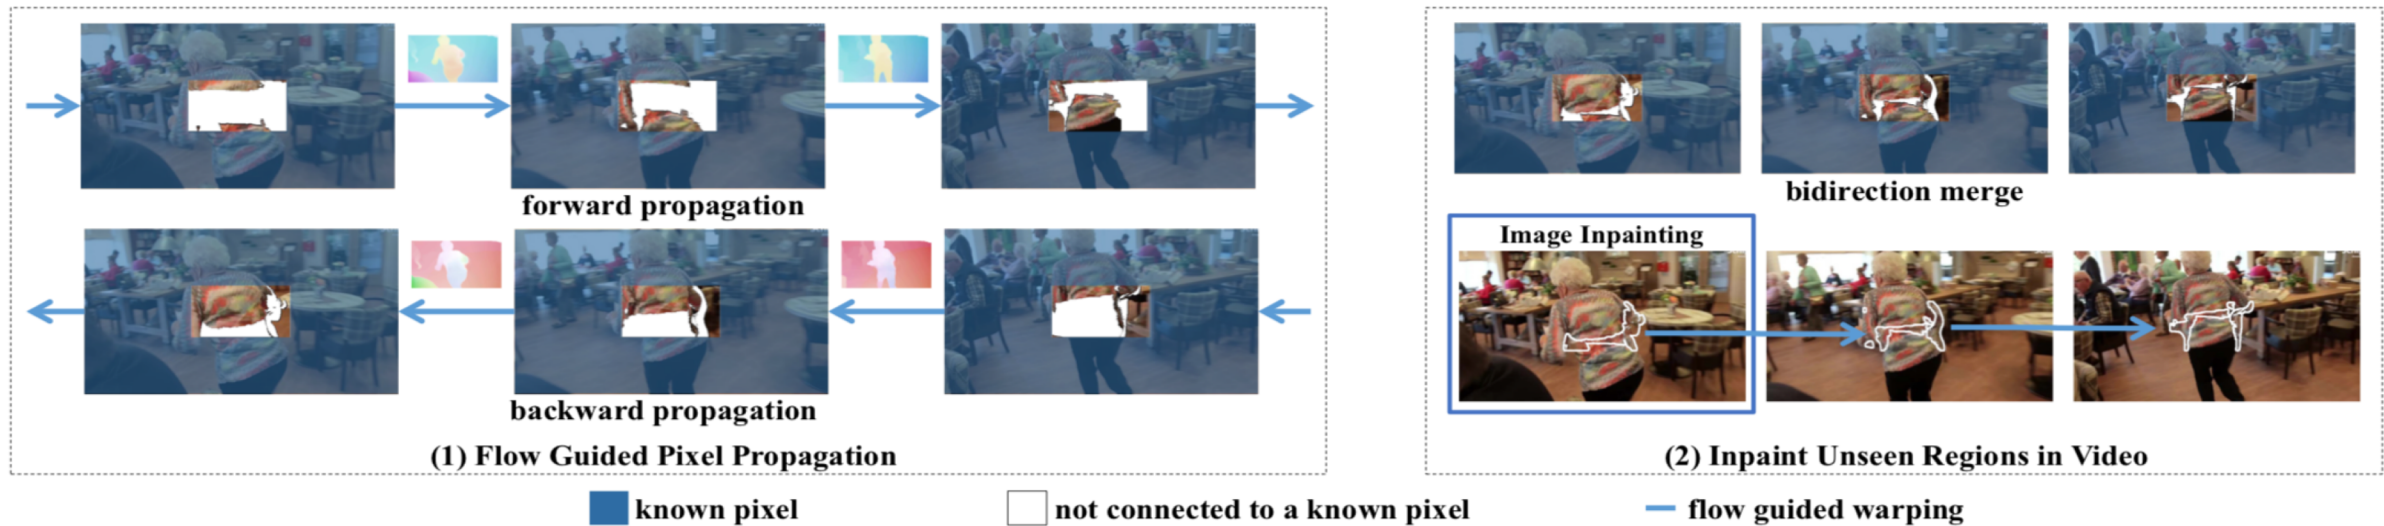 forward propagation
backward propagation
(1) Flow Guided Pixel Propagation
bidirection merge
Image Inpainting
(2) Inpaint Unseen Regions in Video
known pixel
not connected to a known pixel
flow guided warping